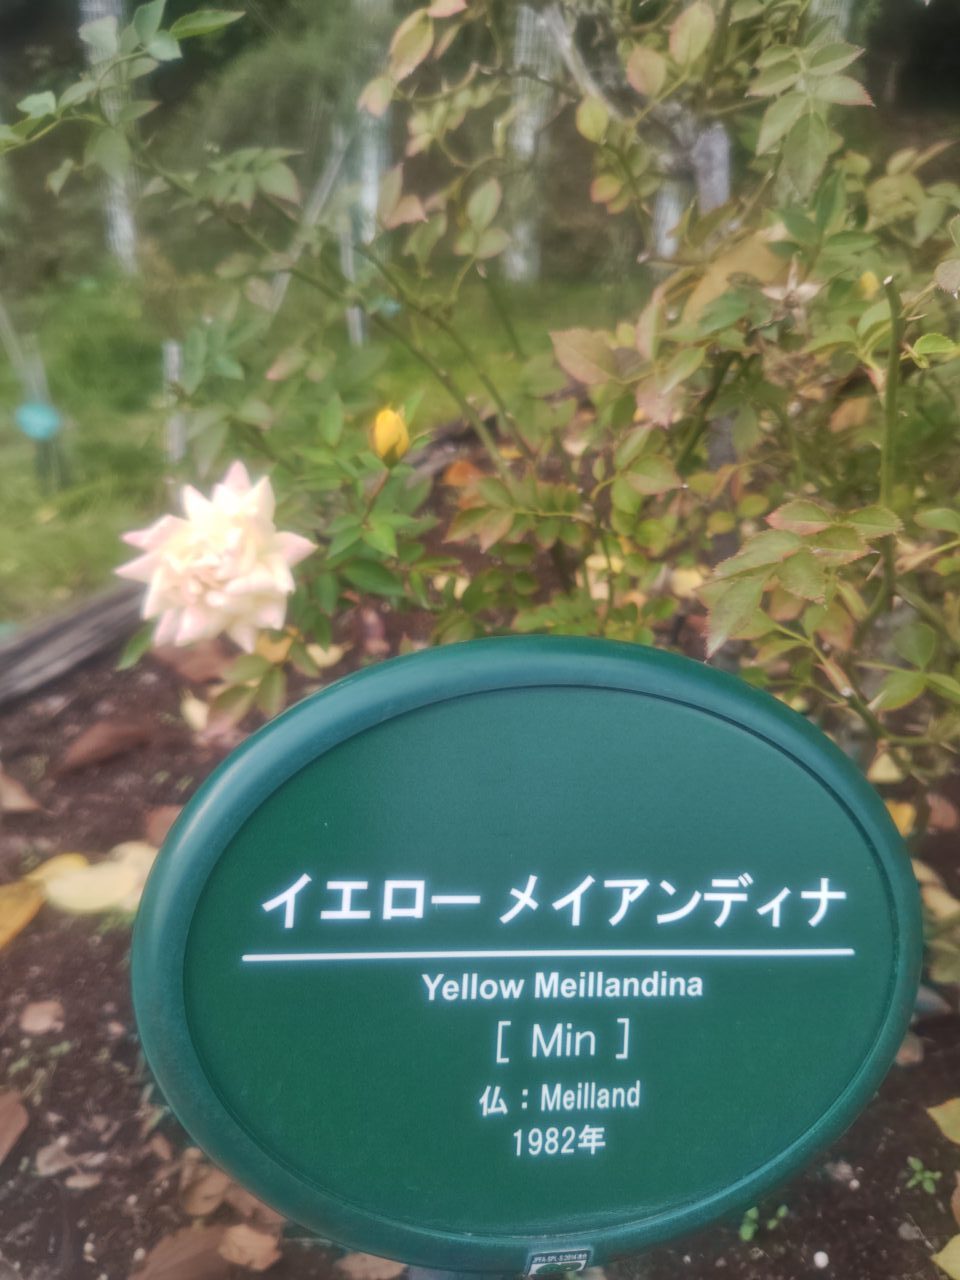 イエロー メイアンディナ
Yellow Meillandina
[ Min ]
仏：Meilland
1982年